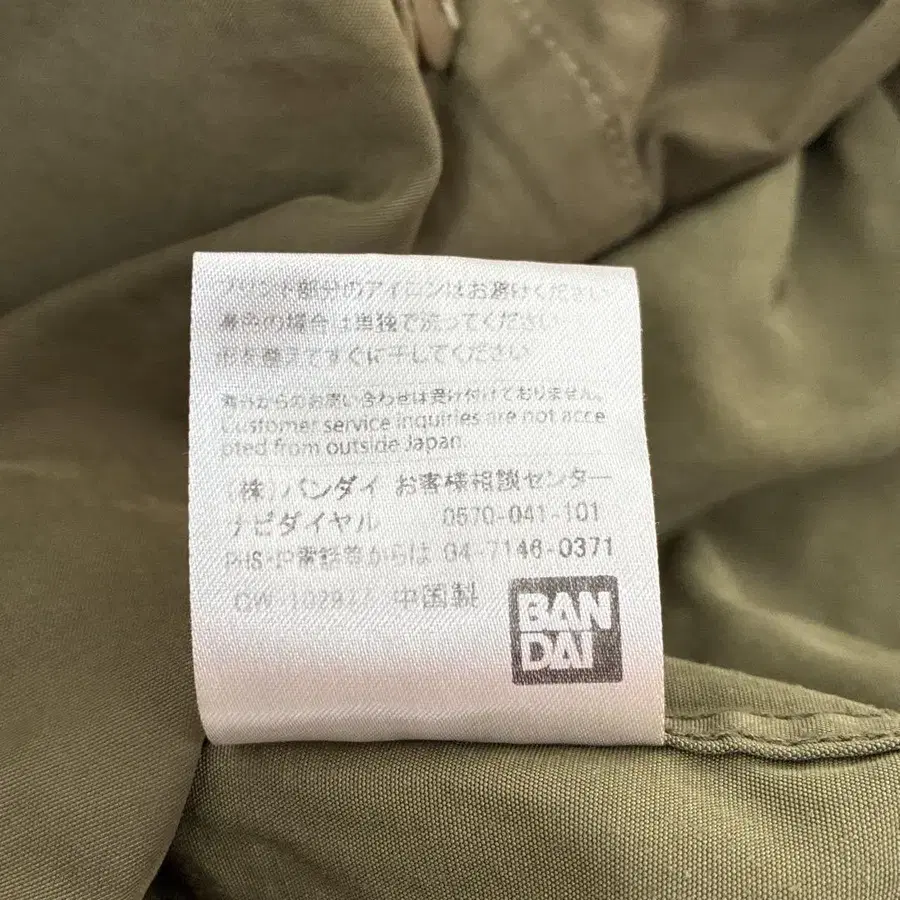 プリント部分のアイロンはお避けください
濃色の場合は単独で洗ってください
形を整えてすぐに干してください
海外からのお問い合わせは受け付けておりません。
Customer service inquiries are not acce
pted from outside Japan.
(株)バンダイ お客様相談センター
ナビダイヤル 0570-041-101
PHS・IP電話等からは 04-7146-0371
中国製
BAN
DAI